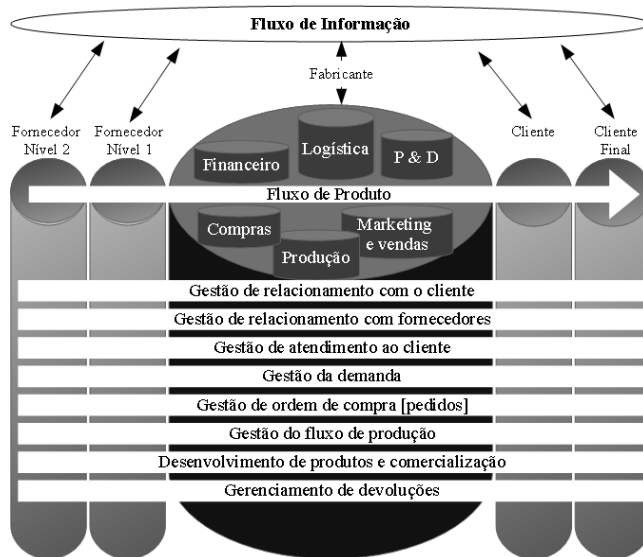 Fluxo de Informação
Fabricante
Fornecedor
Nível 2
Fornecedor
Nível 1
Cliente
Cliente
Final
Logística
Financeiro
P & D
Fluxo de Produto
Compras
Marketing
e vendas
Produção
Gestão de relacionamento com o cliente
Gestão de relacionamento com fornecedores
Gestão de atendimento ao cliente
Gestão da demanda
Gestão de ordem de compra [pedidos]
Gestão do fluxo de produção
Desenvolvimento de produtos e comercialização
Gerenciamento de devoluções